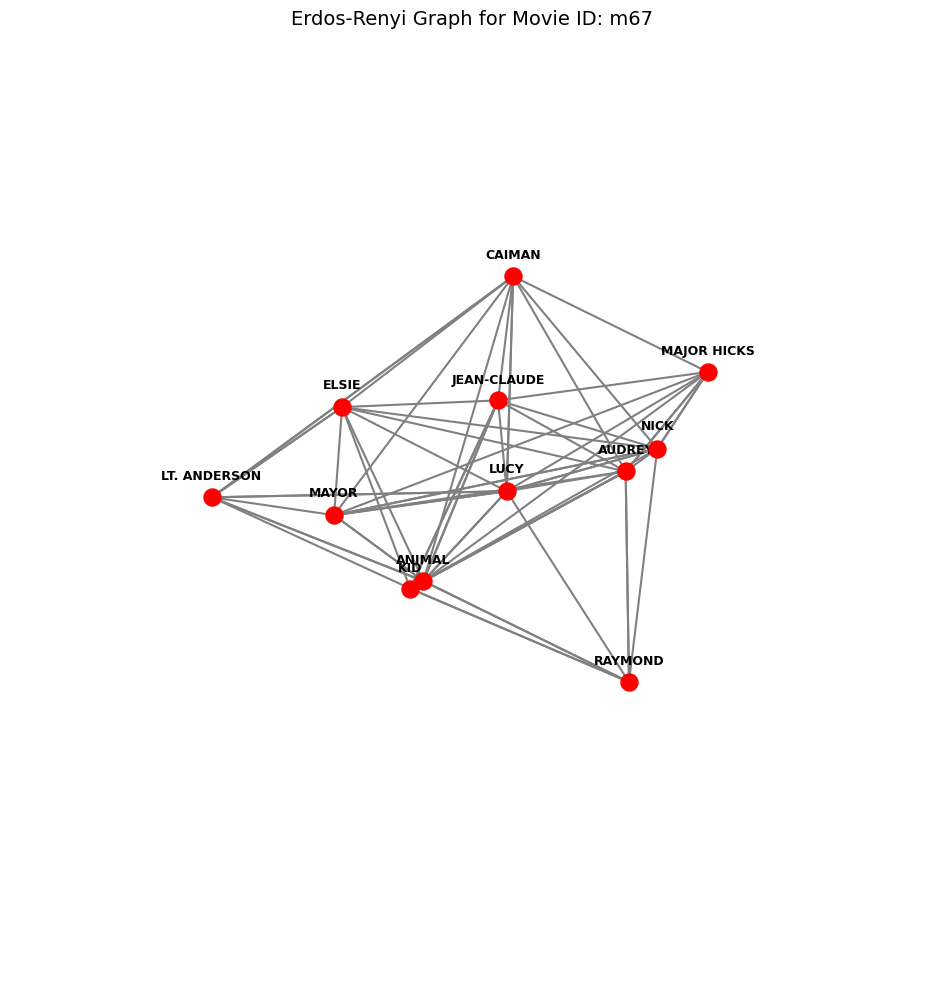 Erdos-Renyi Graph for Movie ID: m67
CAIMAN
MAJOR HICKS
JEAN-CLAUDE
ELSIE
NICK
AUDREY
LUCY
LT. ANDERSON
MAYOR
ANIMAL
KID
RAYMOND